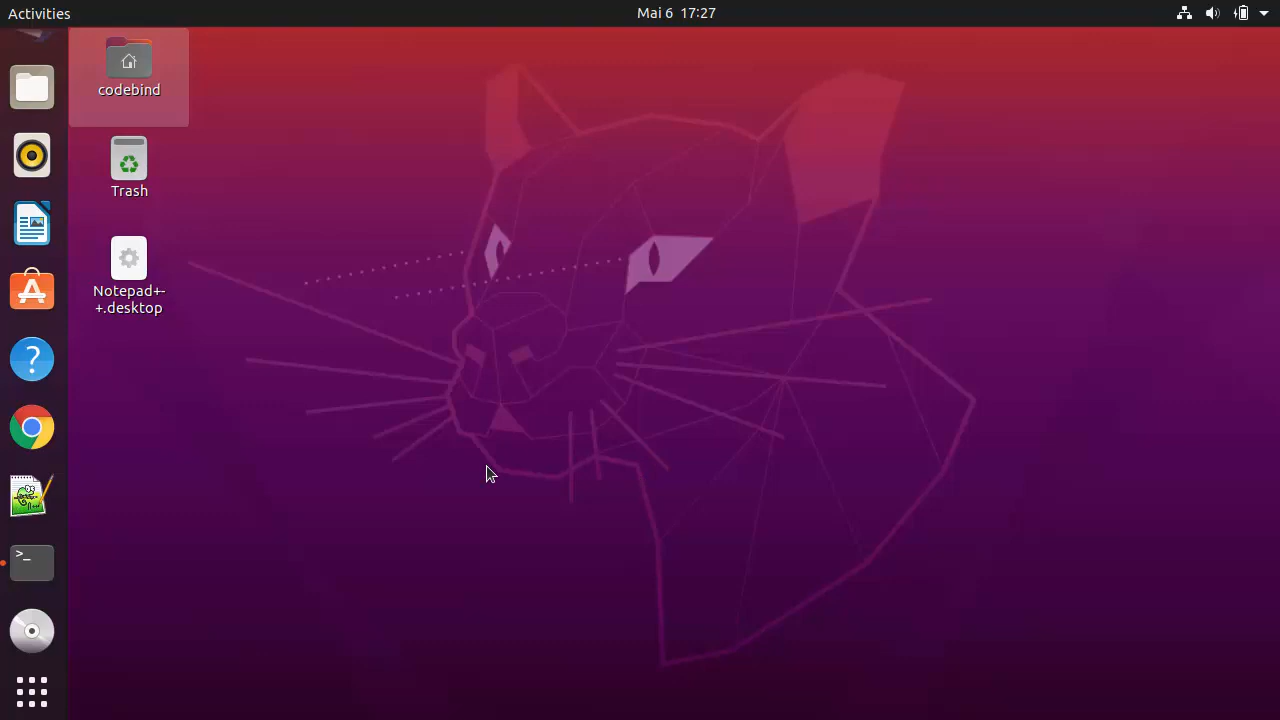 Activities
Mai 6 17:27
codebind
Trash
Notepad+-
+.desktop
?
>_